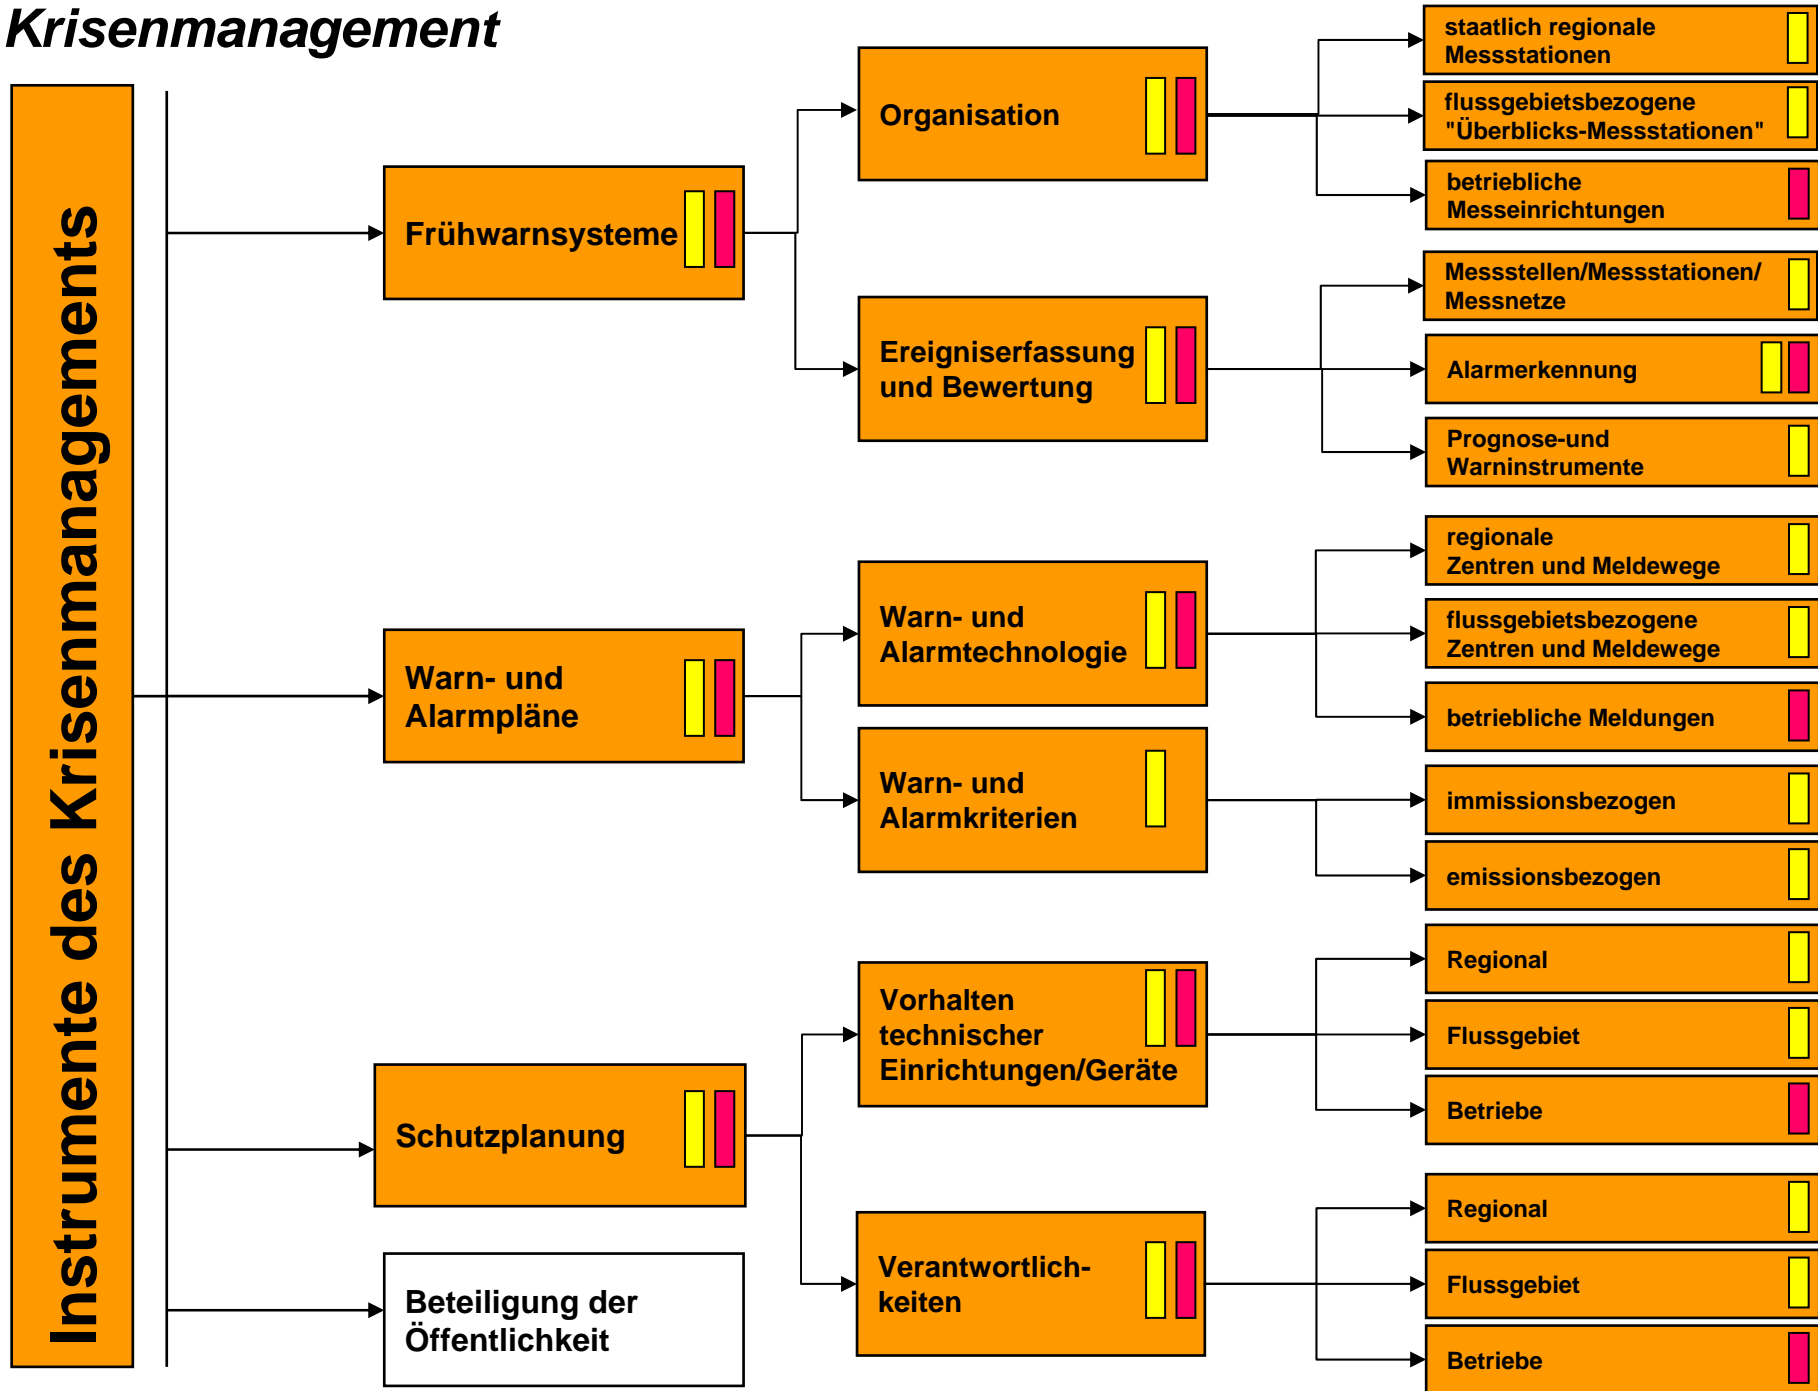 Krisenmanagement
Instrumente des Krisenmanagements
Frühwarnsysteme
Organisation
staatlich regionale
Messstationen
flussgebietsbezogene
"Überblicks-Messstationen"
betriebliche
Messeinrichtungen
Ereigniserfassung
und Bewertung
Messstellen/Messstationen/
Messnetze
Alarmerkennung
Prognose-und
Warninstrumente
Warn- und
Alarmpläne
Warn- und
Alarmtechnologie
regionale
Zentren und Meldewege
flussgebietsbezogene
Zentren und Meldewege
betriebliche Meldungen
Warn- und
Alarmkriterien
immissionsbezogen
emissionsbezogen
Schutzplanung
Vorhalten
technischer
Einrichtungen/Geräte
Regional
Flussgebiet
Betriebe
Verantwortlich-
keiten
Regional
Flussgebiet
Betriebe
Beteiligung der
Öffentlichkeit